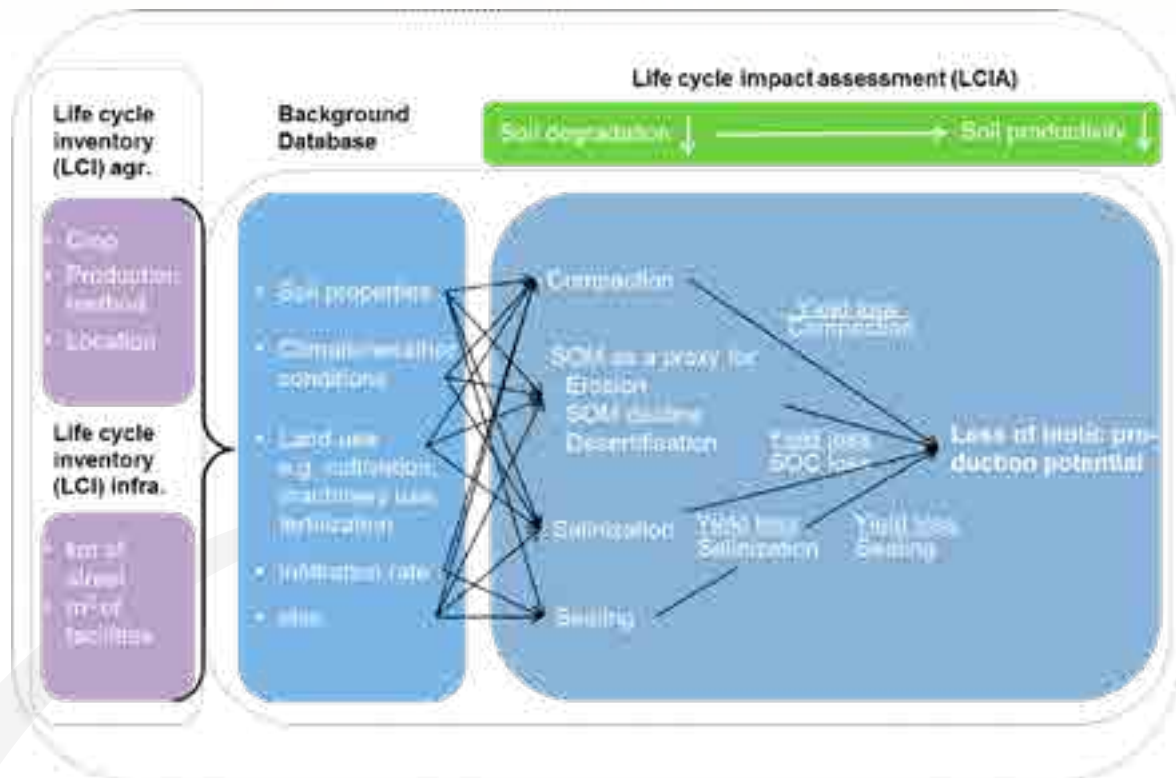 Life cycle impact assessment (LCIA)
Life cycle
inventory
(LCI) agr.
Background
Database
Soil degradation
Soil productivity
• Crop
• Production
method
• Location
Life cycle
inventory
(LCI) infra.
• km of
street
• m² of
facilities
• Soil properties
• Climate/weather
conditions
• Land use
e.g. cultivation,
machinery use,
fertilization
• Infiltration rate
• etc.
Compaction
SOM as a proxy for
Erosion
SOM decline
Desertification
Salinization
Sealing
Yield loss
Compaction
Yield loss
SOC loss
Yield loss
Salinization
Yield loss
Sealing
Loss of biotic pro-
duction potential